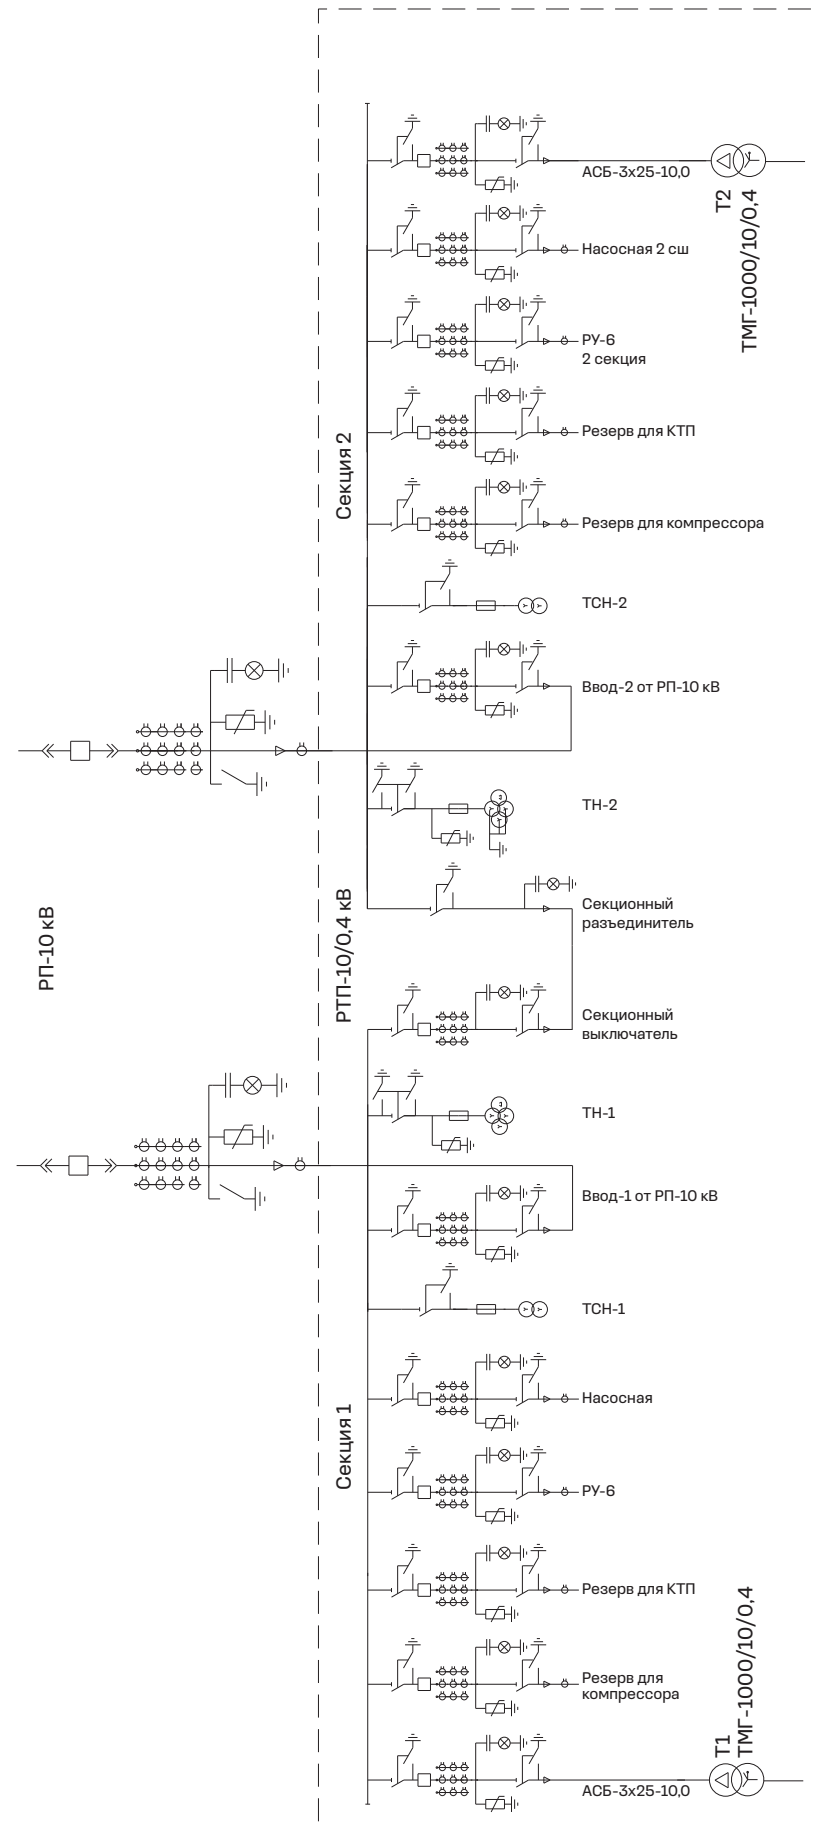 АСБ-3х25-10,0
Т2
ТМГ-1000/10/0,4
Насосная 2 сш
РУ-6
2 секция
Резерв для КТП
Секция 2
Резерв для компрессора
ТСН-2
Ввод-2 от РП-10 кВ
ТН-2
РП-10 кВ
РТП-10/0,4 кВ
Секционный
разъединитель
Секционный
выключатель
ТН-1
Ввод-1 от РП-10 кВ
ТСН-1
Насосная
Секция 1
РУ-6
Резерв для КТП
Резерв для
компрессора
Т1
ТМГ-1000/10/0,4
АСБ-3х25-10,0